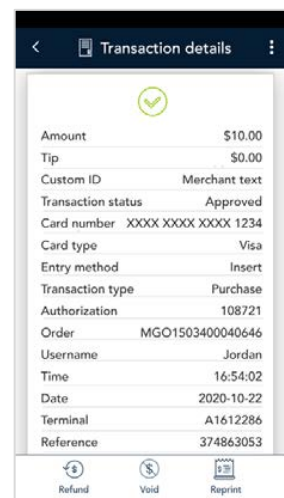 Transaction details
Amount $10.00
Tip $0.00
Custom ID Merchant text
Transaction status Approved
Card number XXXX XXXX XXXX 1234
Card type Visa
Entry method Insert
Transaction type Purchase
Authorization 108721
Order MGO1503400040646
Username Jordan
Time 16:54:02
Date 2020-10-22
Terminal A1612286
Reference 374863053
Refund Void Reprint